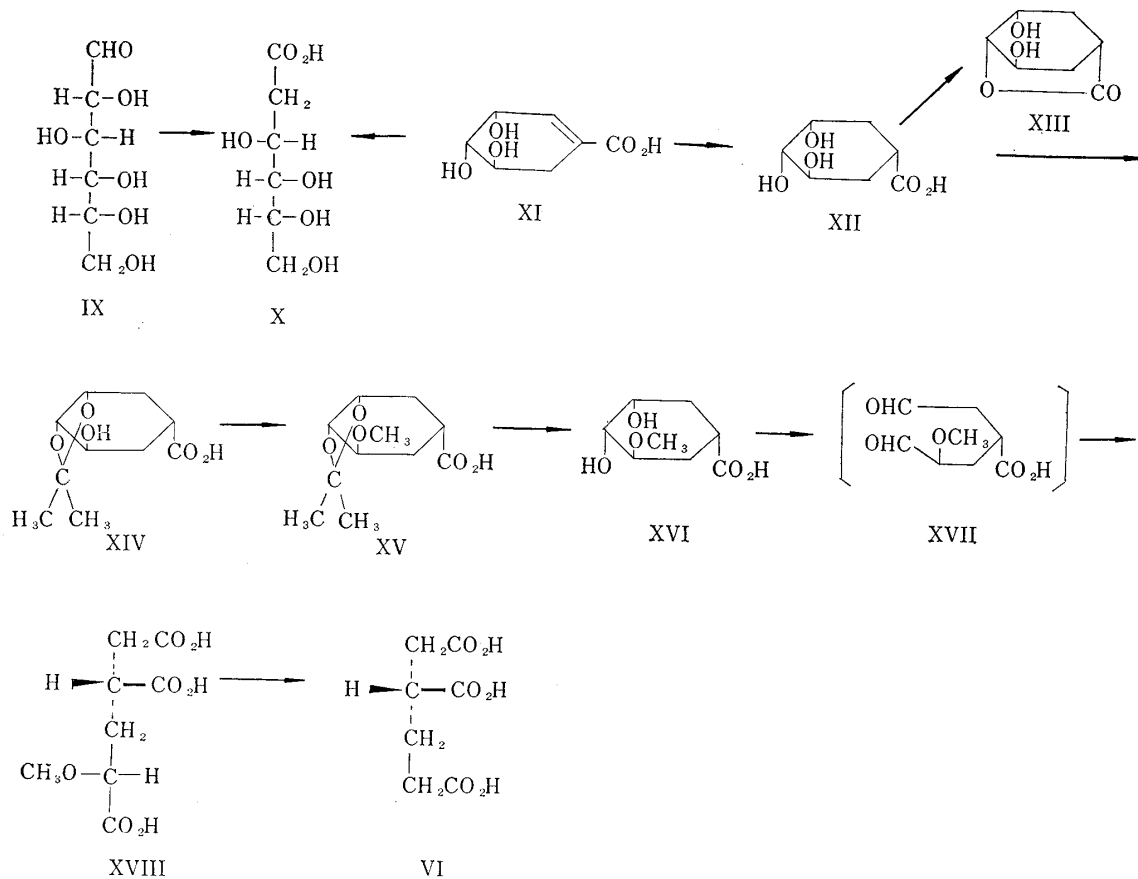 CHO
H-C-OH
HO-C-H
H-C-OH
H-C-OH
CH₂OH
IX
CO₂H
CH₂
HO-C-H
H-C-OH
H-C-OH
CH₂OH
X
OH
OH
HO
CO₂H
XI
OH
OH
HO
CO₂H
XII
OH
OH
O
CO
XIII
O
OH
O
C
H₃C CH₃
CO₂H
XIV
O
OCH₃
O
C
H₃C CH₃
CO₂H
XV
OH
OCH₃
HO
CO₂H
XVI
OHC
OHC
OCH₃
CO₂H
XVII
CH₂CO₂H
H C-CO₂H
CH₂
CH₃O-C-H
CO₂H
XVIII
CH₂CO₂H
H C-CO₂H
CH₂
CH₂CO₂H
VI